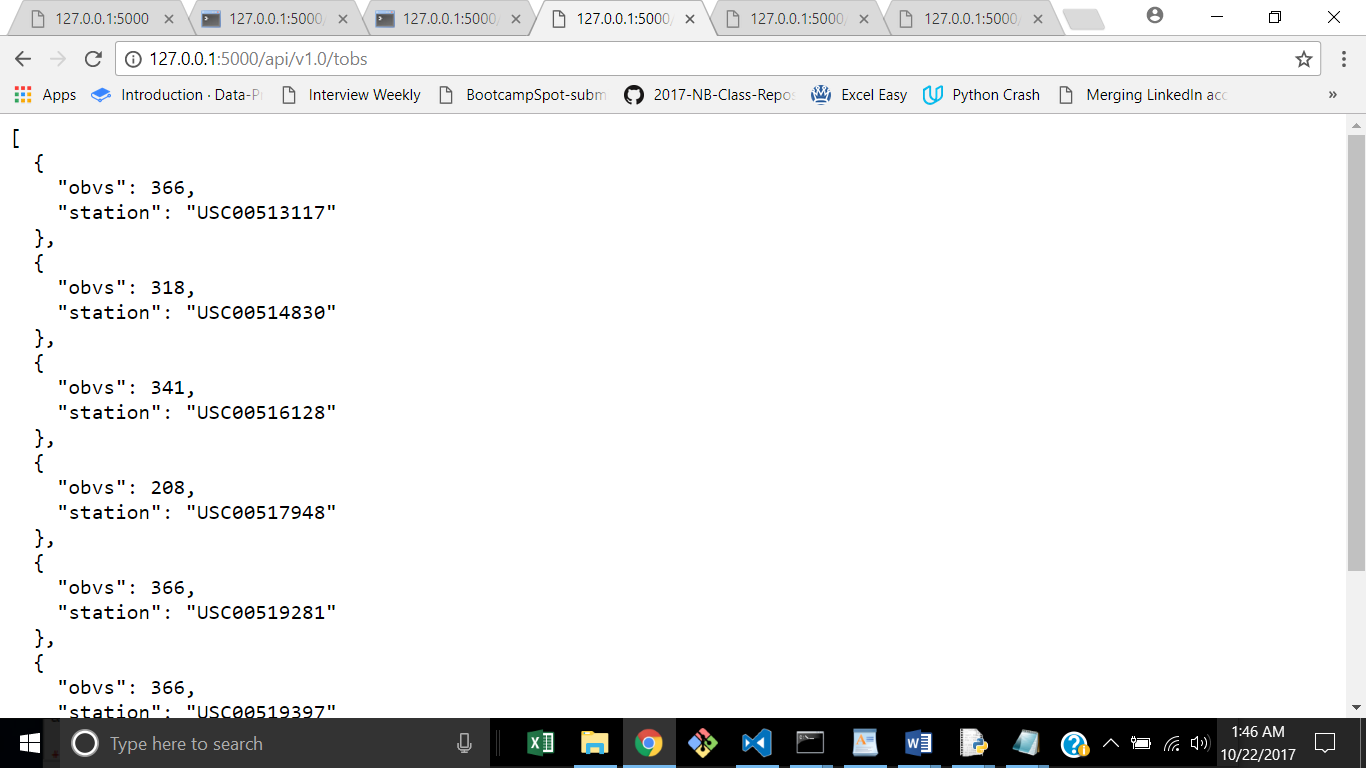 127.0.0.1:5000
127.0.0.1:5000/
127.0.0.1:5000/
127.0.0.1:5000/
127.0.0.1:5000/
127.0.0.1:5000/
127.0.0.1:5000/api/v1.0/tobs
Apps
Introduction · Data-Pr
Interview Weekly
BootcampSpot-subm
2017-NB-Class-Repos
Excel Easy
Python Crash
Merging LinkedIn acc
»
[
{
"obvs": 366,
"station": "USC00513117"
},
{
"obvs": 318,
"station": "USC00514830"
},
{
"obvs": 341,
"station": "USC00516128"
},
{
"obvs": 208,
"station": "USC00517948"
},
{
"obvs": 366,
"station": "USC00519281"
},
{
"obvs": 366,
"station": "USC00519397"
Type here to search
1:46 AM
10/22/2017